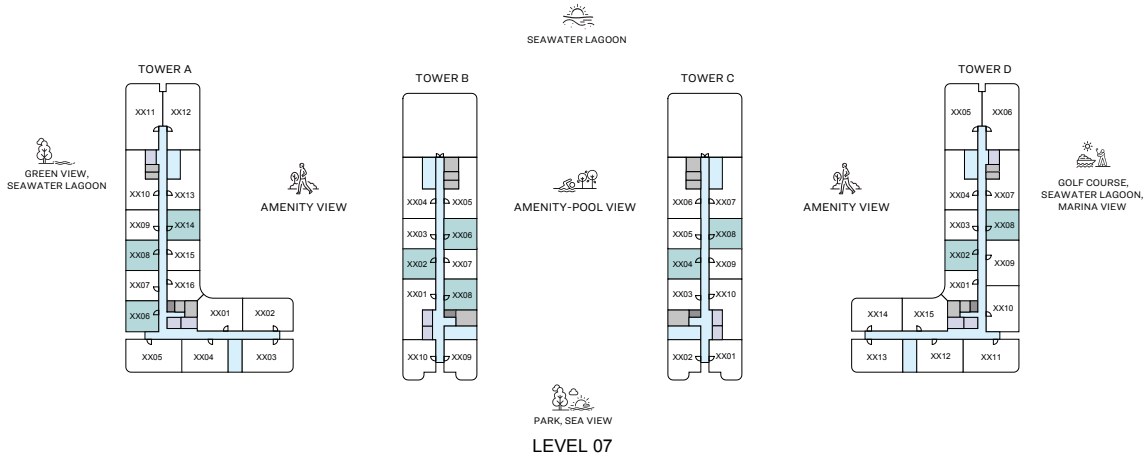 SEAWATER LAGOON
TOWER A
TOWER B
TOWER C
TOWER D
XX11
XX12
XX10
XX13
XX09
XX14
XX08
XX15
XX07
XX16
XX06
XX01
XX02
XX05
XX04
XX03
XX04
XX05
XX03
XX06
XX02
XX07
XX01
XX08
XX10
XX09
XX06
XX07
XX05
XX08
XX04
XX09
XX03
XX10
XX02
XX01
XX05
XX06
XX04
XX07
XX03
XX08
XX02
XX09
XX01
XX10
XX14
XX15
XX13
XX12
XX11
GREEN VIEW,
SEAWATER LAGOON
AMENITY VIEW
AMENITY-POOL VIEW
AMENITY VIEW
GOLF COURSE,
SEAWATER LAGOON,
MARINA VIEW
PARK, SEA VIEW
LEVEL 07